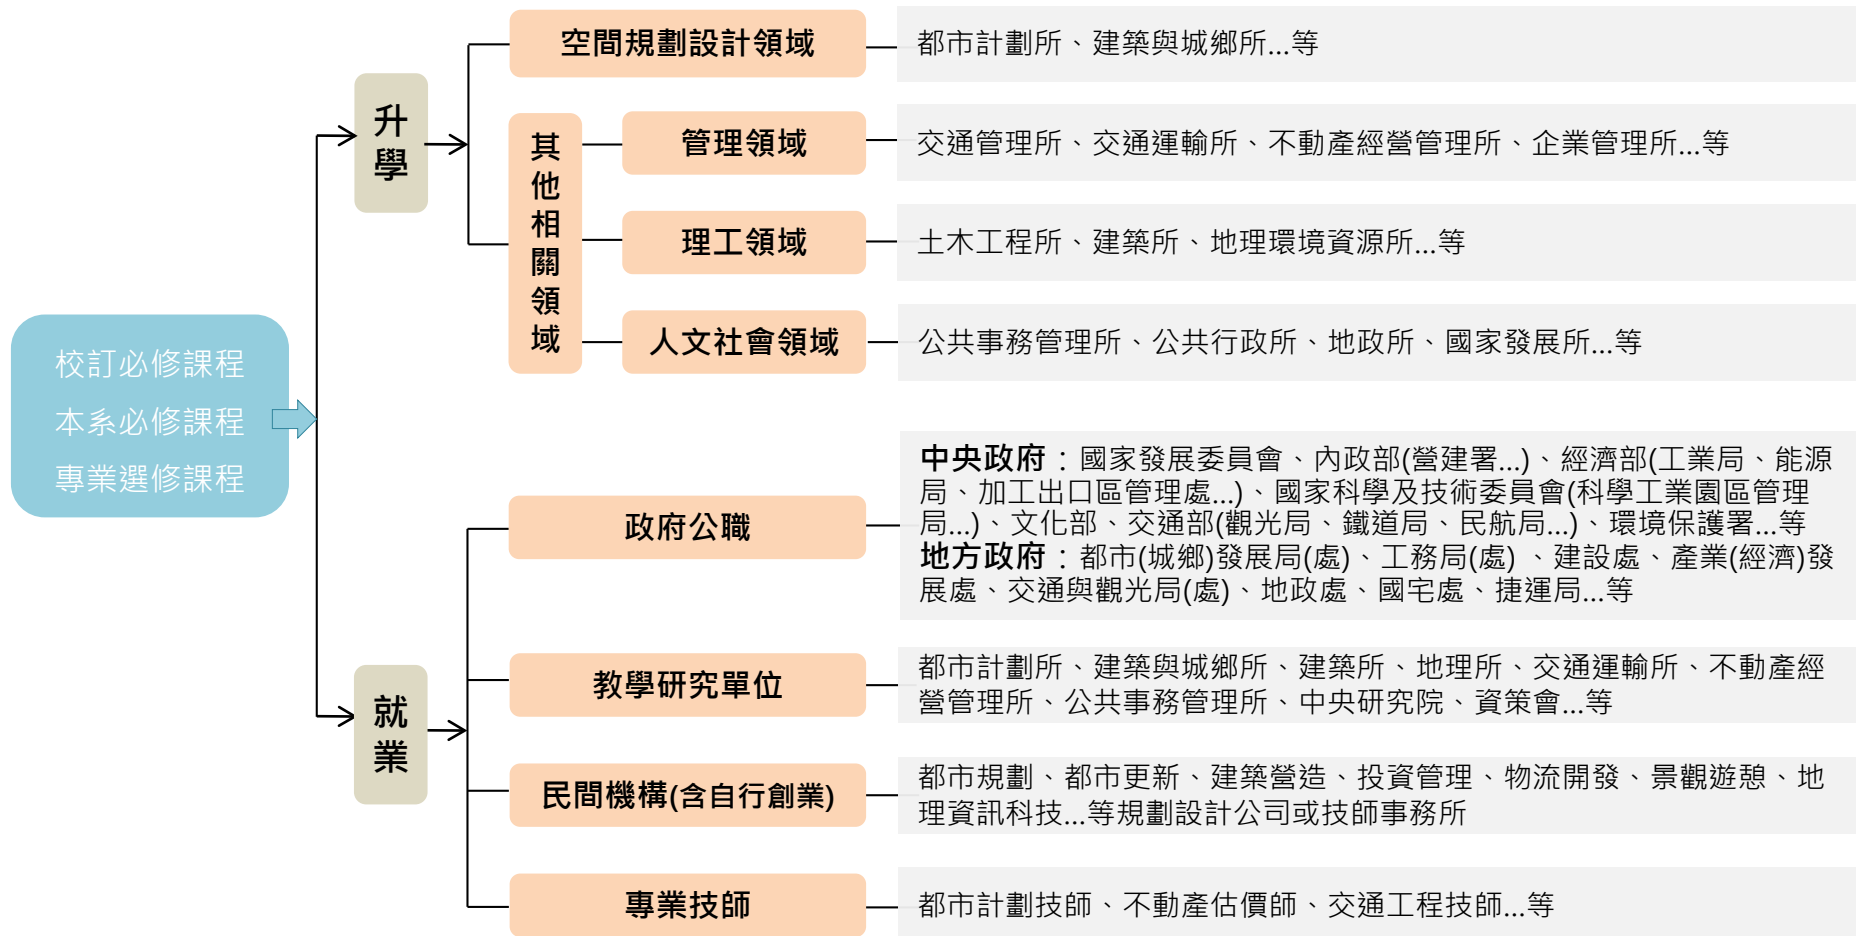 校訂必修課程
本系必修課程
專業選修課程
升學
空間規劃設計領域
都市計劃所、建築與城鄉所...等
其他相關領域
管理領域
交通管理所、交通運輸所、不動產經營管理所、企業管理所...等
理工領域
土木工程所、建築所、地理環境資源所...等
人文社會領域
公共事務管理所、公共行政所、地政所、國家發展所...等
就業
政府公職
中央政府：國家發展委員會、內政部(營建署...)、經濟部(工業局、能源
局、加工出口區管理處...)、國家科學及技術委員會(科學工業園區管理
局...)、文化部、交通部(觀光局、鐵道局、民航局...)、環境保護署...等
地方政府：都市(城鄉)發展局(處)、工務局(處) 、建設處、產業(經濟)發
展處、交通與觀光局(處)、地政處、國宅處、捷運局...等
教學研究單位
都市計劃所、建築與城鄉所、建築所、地理所、交通運輸所、不動產經
營管理所、公共事務管理所、中央研究院、資策會...等
民間機構(含自行創業)
都市規劃、都市更新、建築營造、投資管理、物流開發、景觀遊憩、地
理資訊科技...等規劃設計公司或技師事務所
專業技師
都市計劃技師、不動產估價師、交通工程技師...等